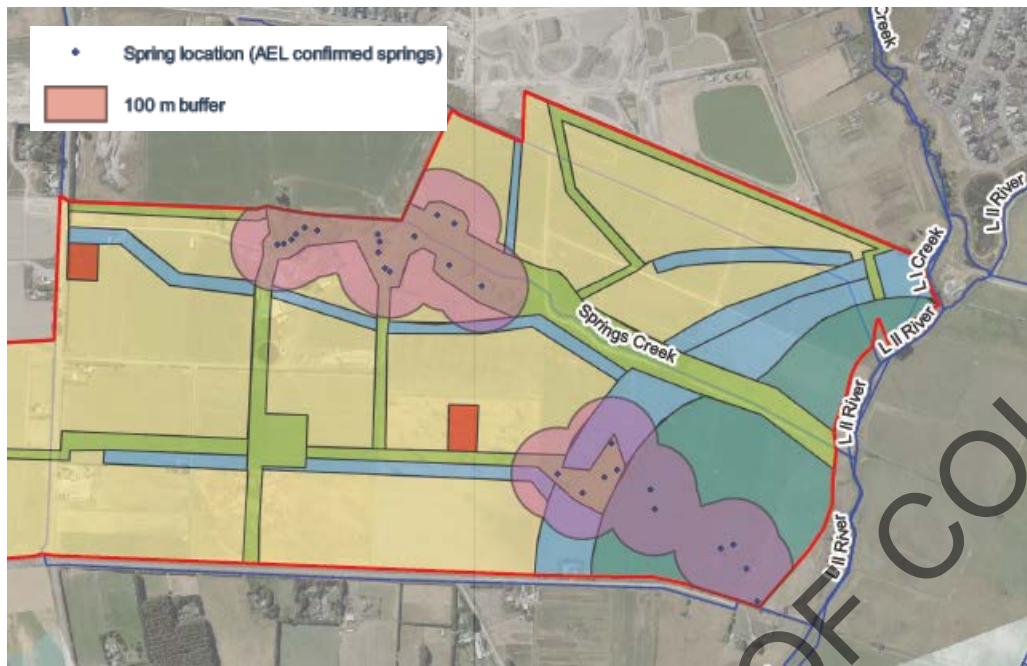 Spring location (AEL confirmed springs)
100 m buffer
Creek
L II River
L I Creek
L II River
Springs Creek
L II River
L II River
OF